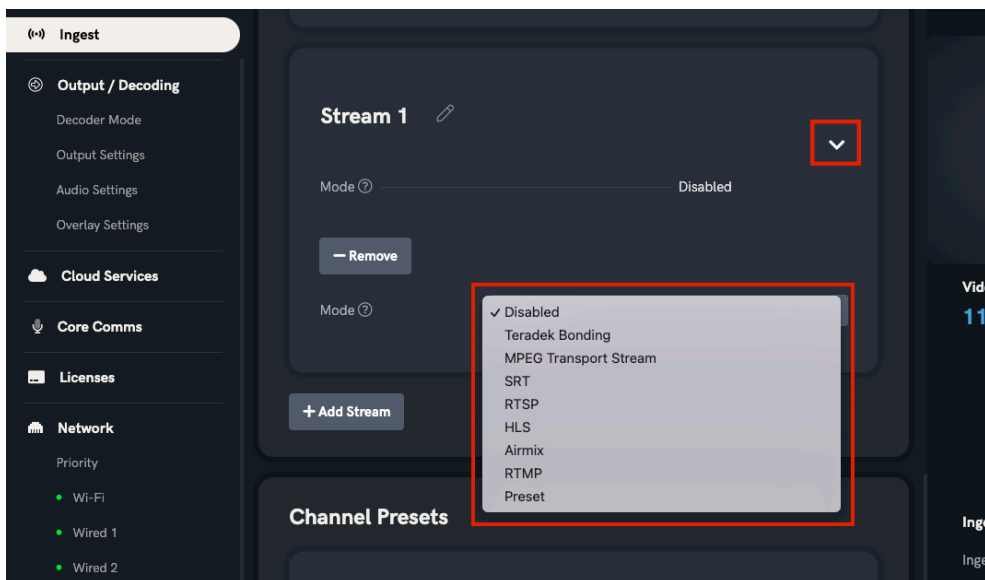 Ingest
Output / Decoding
Decoder Mode
Output Settings
Audio Settings
Overlay Settings
Cloud Services
Core Comms
Licenses
Network
Priority
Wi-Fi
Wired 1
Wired 2
Stream 1
Mode ? Disabled
Remove
Mode ?
Disabled
Teradek Bonding
MPEG Transport Stream
SRT
RTSP
HLS
Airmix
RTMP
Preset
+ Add Stream
Channel Presets
11